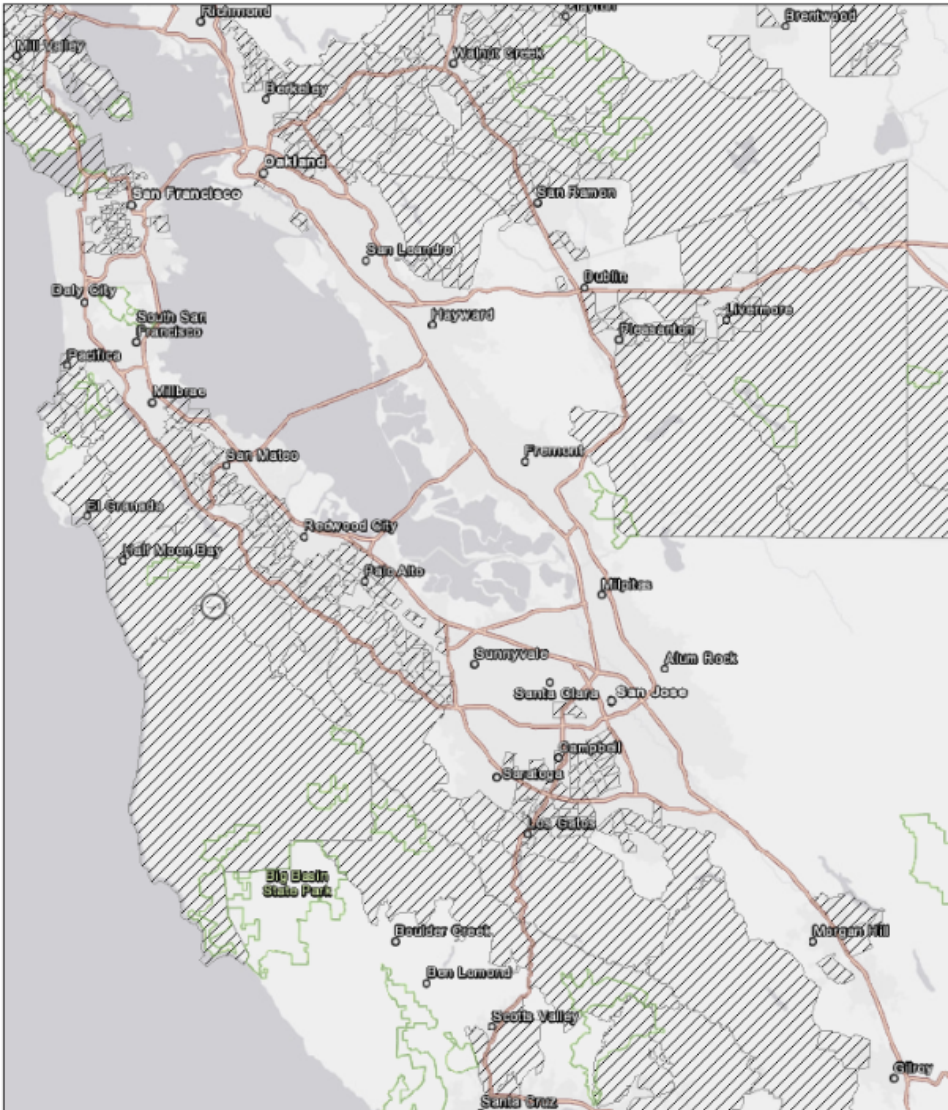 Richmond
Clayton
Brentwood
Mill Valley
Walnut Creek
Berkeley
Oakland
San Francisco
San Ramon
San Leandro
Dublin
Daly City
South San
Francisco
Hayward
Livermore
Pleasanton
Pacifica
Millbrae
San Mateo
Fremont
El Granada
Redwood City
Half Moon Bay
Palo Alto
Milpitas
Sunnyvale
Alum Rock
Santa Clara
San Jose
Campbell
Saratoga
Los Gatos
Big Basin
State Park
Boulder Creek
Morgan Hill
Ben Lomond
Scotts Valley
Gilroy
Santa Cruz